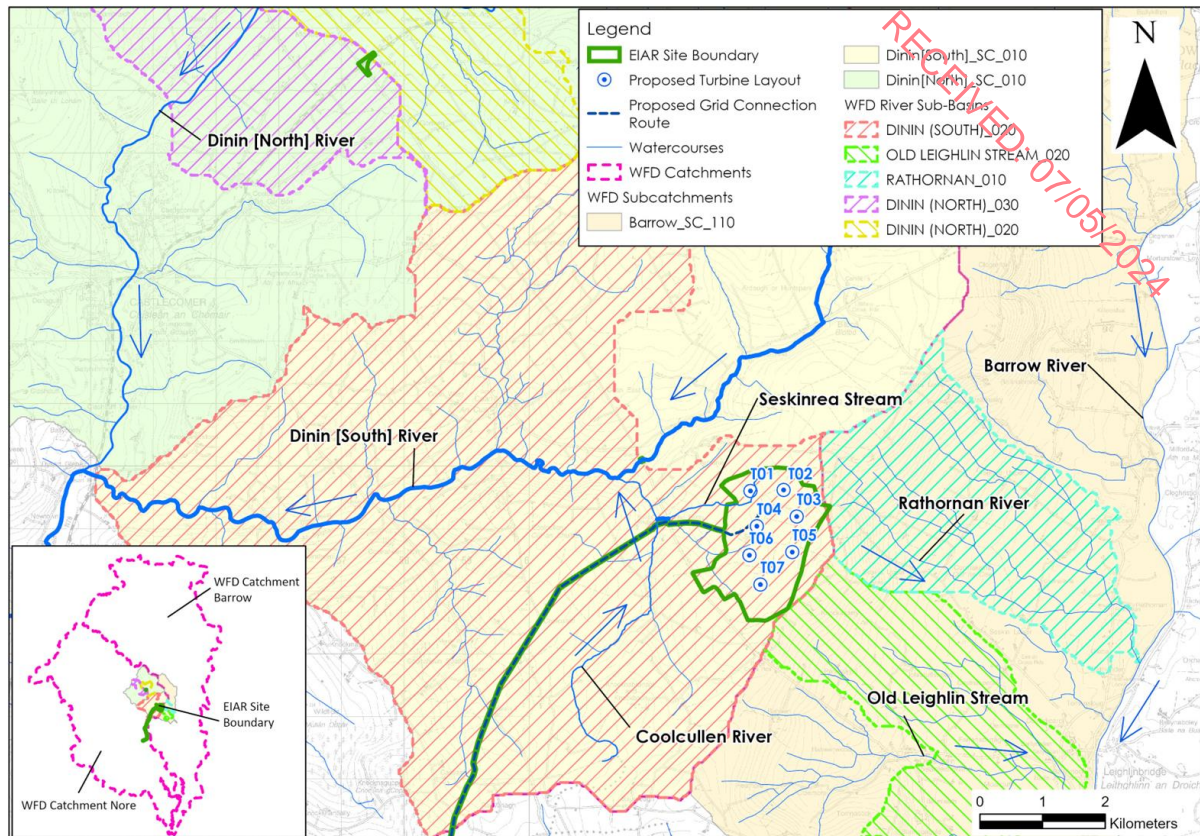 Legend
EIAR Site Boundary
Proposed Turbine Layout
Proposed Grid Connection
Route
Watercourses
WFD Catchments
WFD Subcatchments
Barrow_SC_110
Dinin[South]_SC_010
Dinin[North]_SC_010
WFD River Sub-Basins
DININ (SOUTH)_020
OLD LEIGHLIN STREAM_020
RATHORNAN_010
DININ (NORTH)_030
DININ (NORTH)_020
RECEIVED: 07/05/2024
N
Dinin [North] River
Barrow River
Seskinrea Stream
Dinin [South] River
T01
T02
T03
T04
T06
T05
T07
Rathornan River
Old Leighlin Stream
Coolcullen River
WFD Catchment
Barrow
EIAR Site
Boundary
WFD Catchment Nore
Leighlinbridge
0 1 2
Kilometers